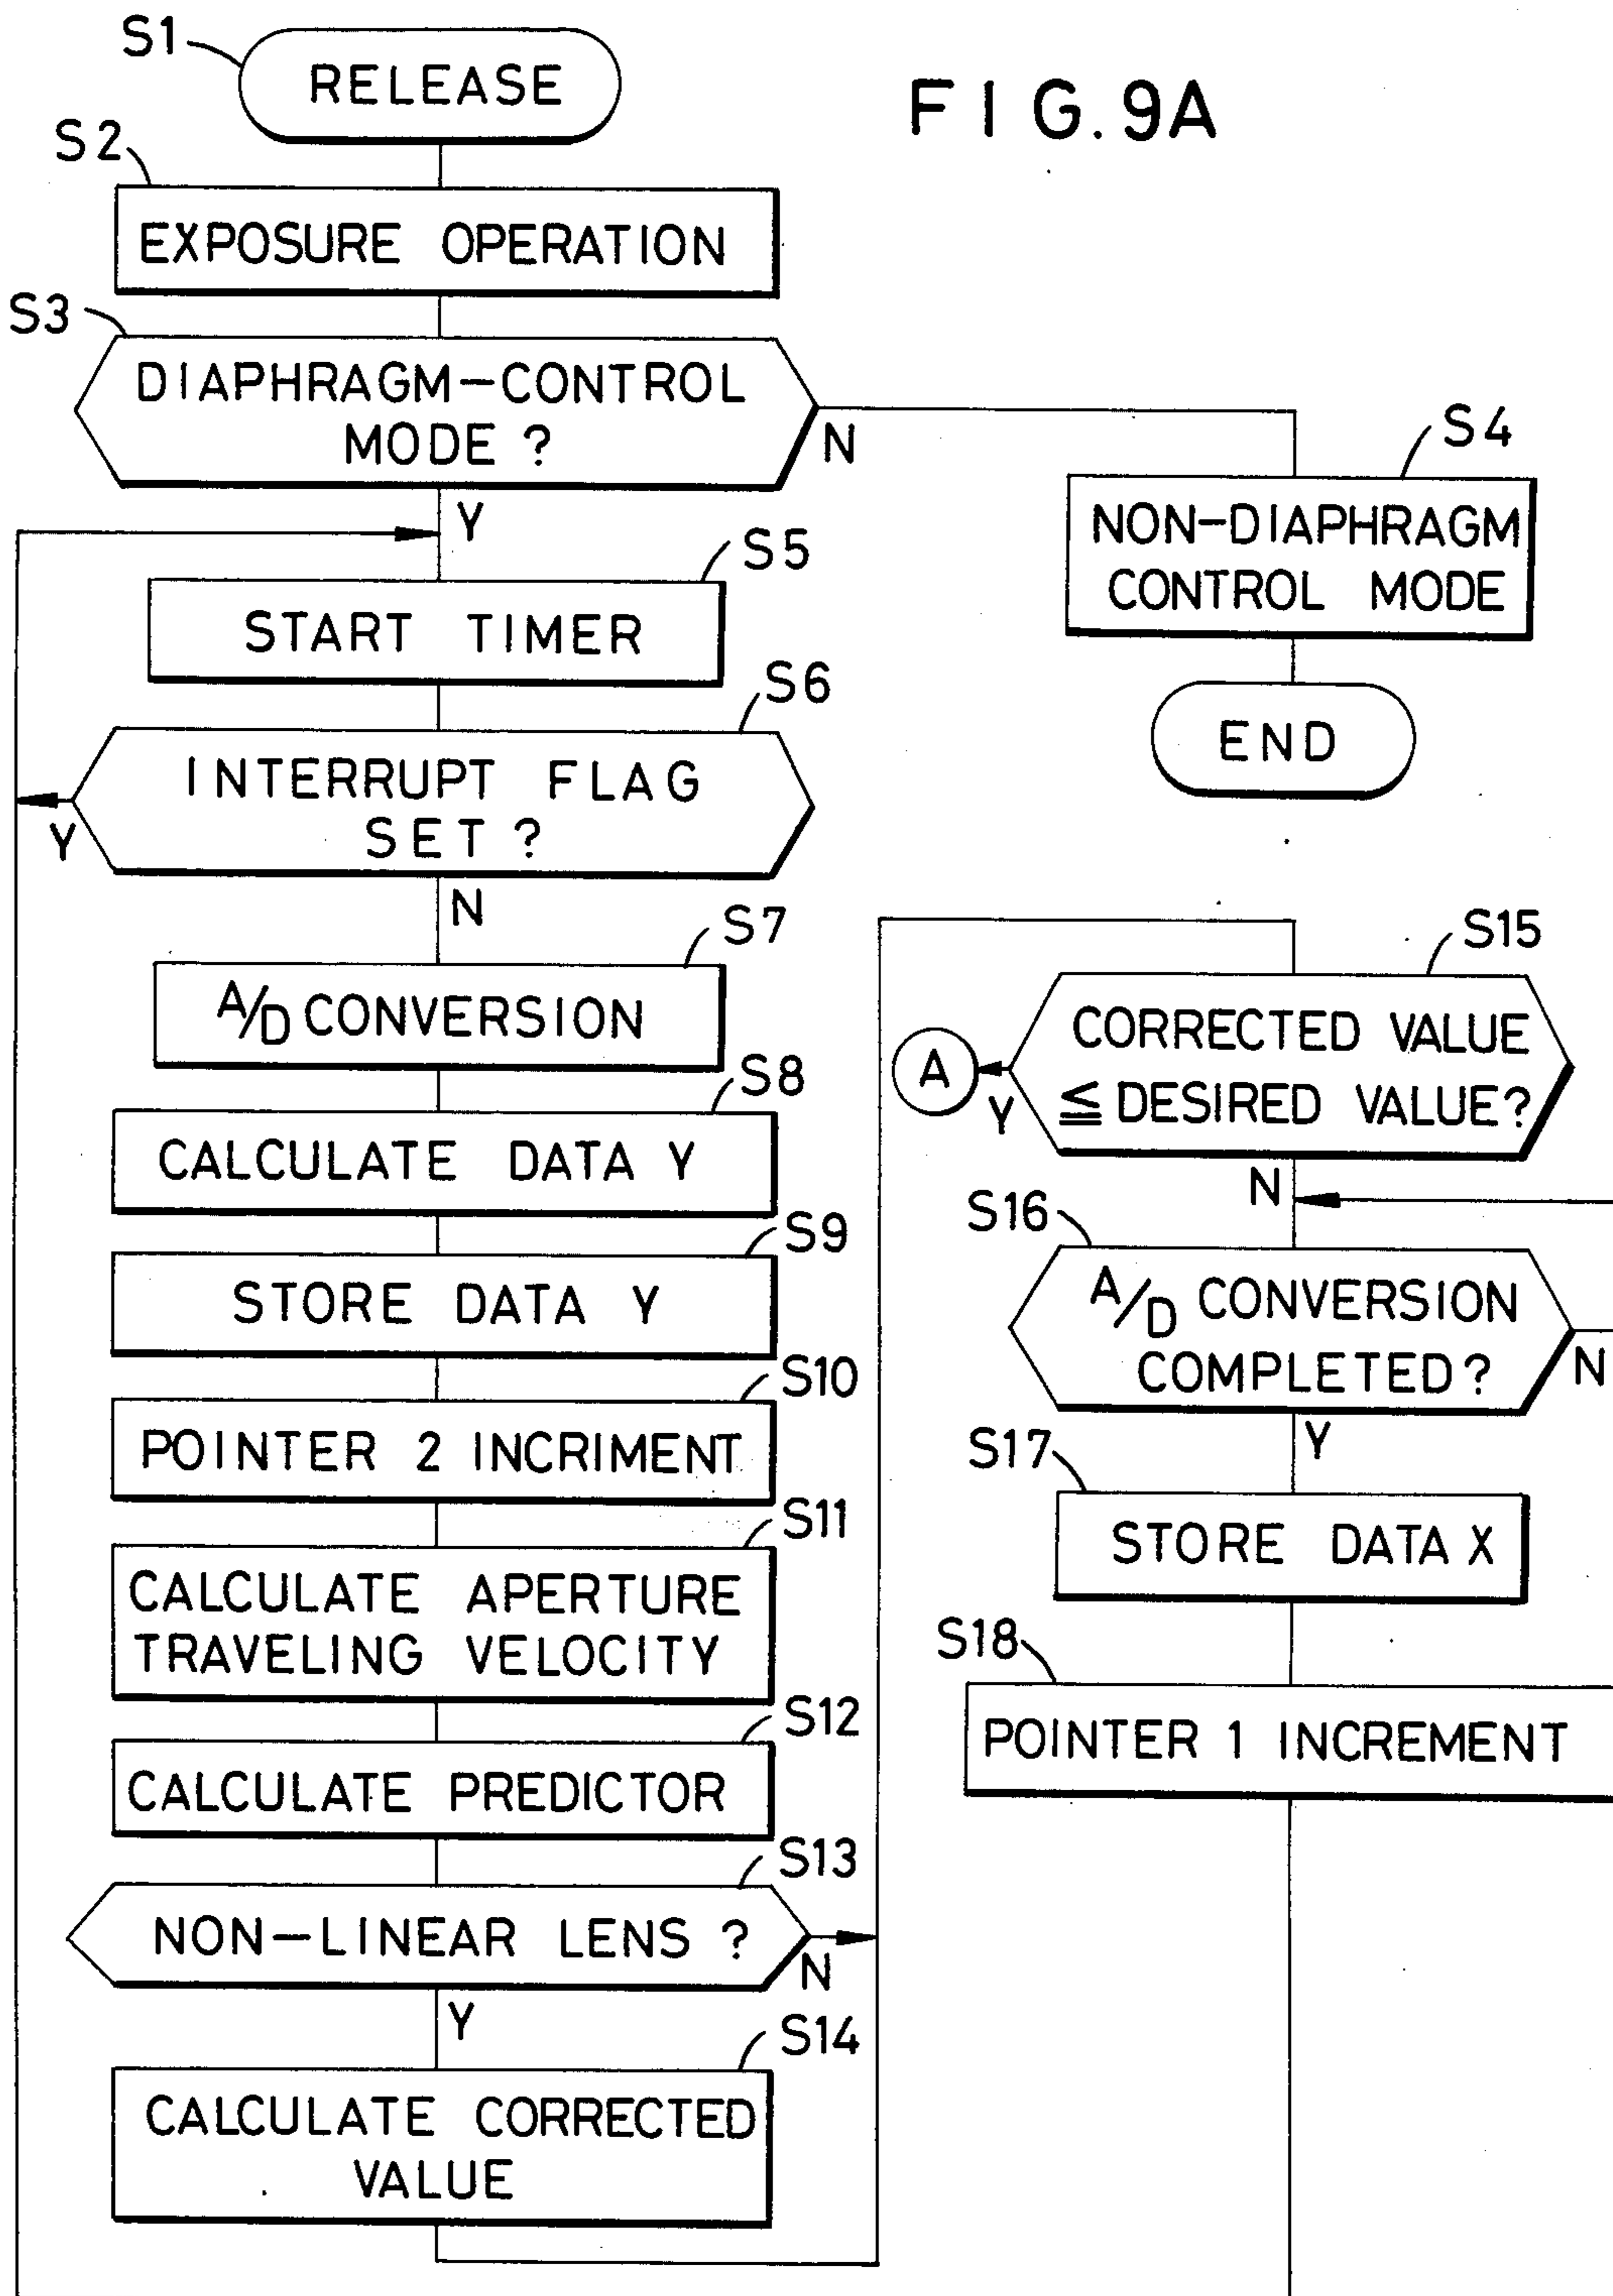 FIG. 9A
S1
RELEASE
S2
EXPOSURE OPERATION
S3
DIAPHRAGM-CONTROL
MODE ?
N
Y
S4
NON-DIAPHRAGM
CONTROL MODE
END
S5
START TIMER
S6
INTERRUPT FLAG
SET ?
Y
N
S7
A/D CONVERSION
S8
CALCULATE DATA Y
S9
STORE DATA Y
S10
POINTER 2 INCRIMENT
S11
CALCULATE APERTURE
TRAVELING VELOCITY
S12
CALCULATE PREDICTOR
S13
NON-LINEAR LENS ?
N
Y
S14
CALCULATE CORRECTED
VALUE
S15
CORRECTED VALUE
≦ DESIRED VALUE?
A
Y
N
S16
A/D CONVERSION
COMPLETED ?
N
Y
S17
STORE DATA X
S18
POINTER 1 INCREMENT